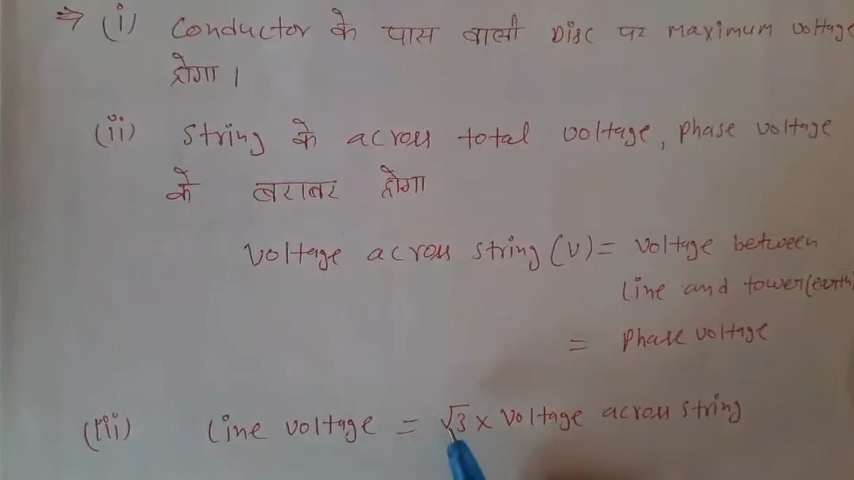 ⇒ (i) Conductor के पास वाली Disc पर maximum voltage
होगा ।
(ii) String के across total voltage, phase voltage
के बराबर होगा
Voltage across string (V) = voltage between
line and tower (earth)
= phase voltage
(iii) Line voltage = √3 × Voltage across string